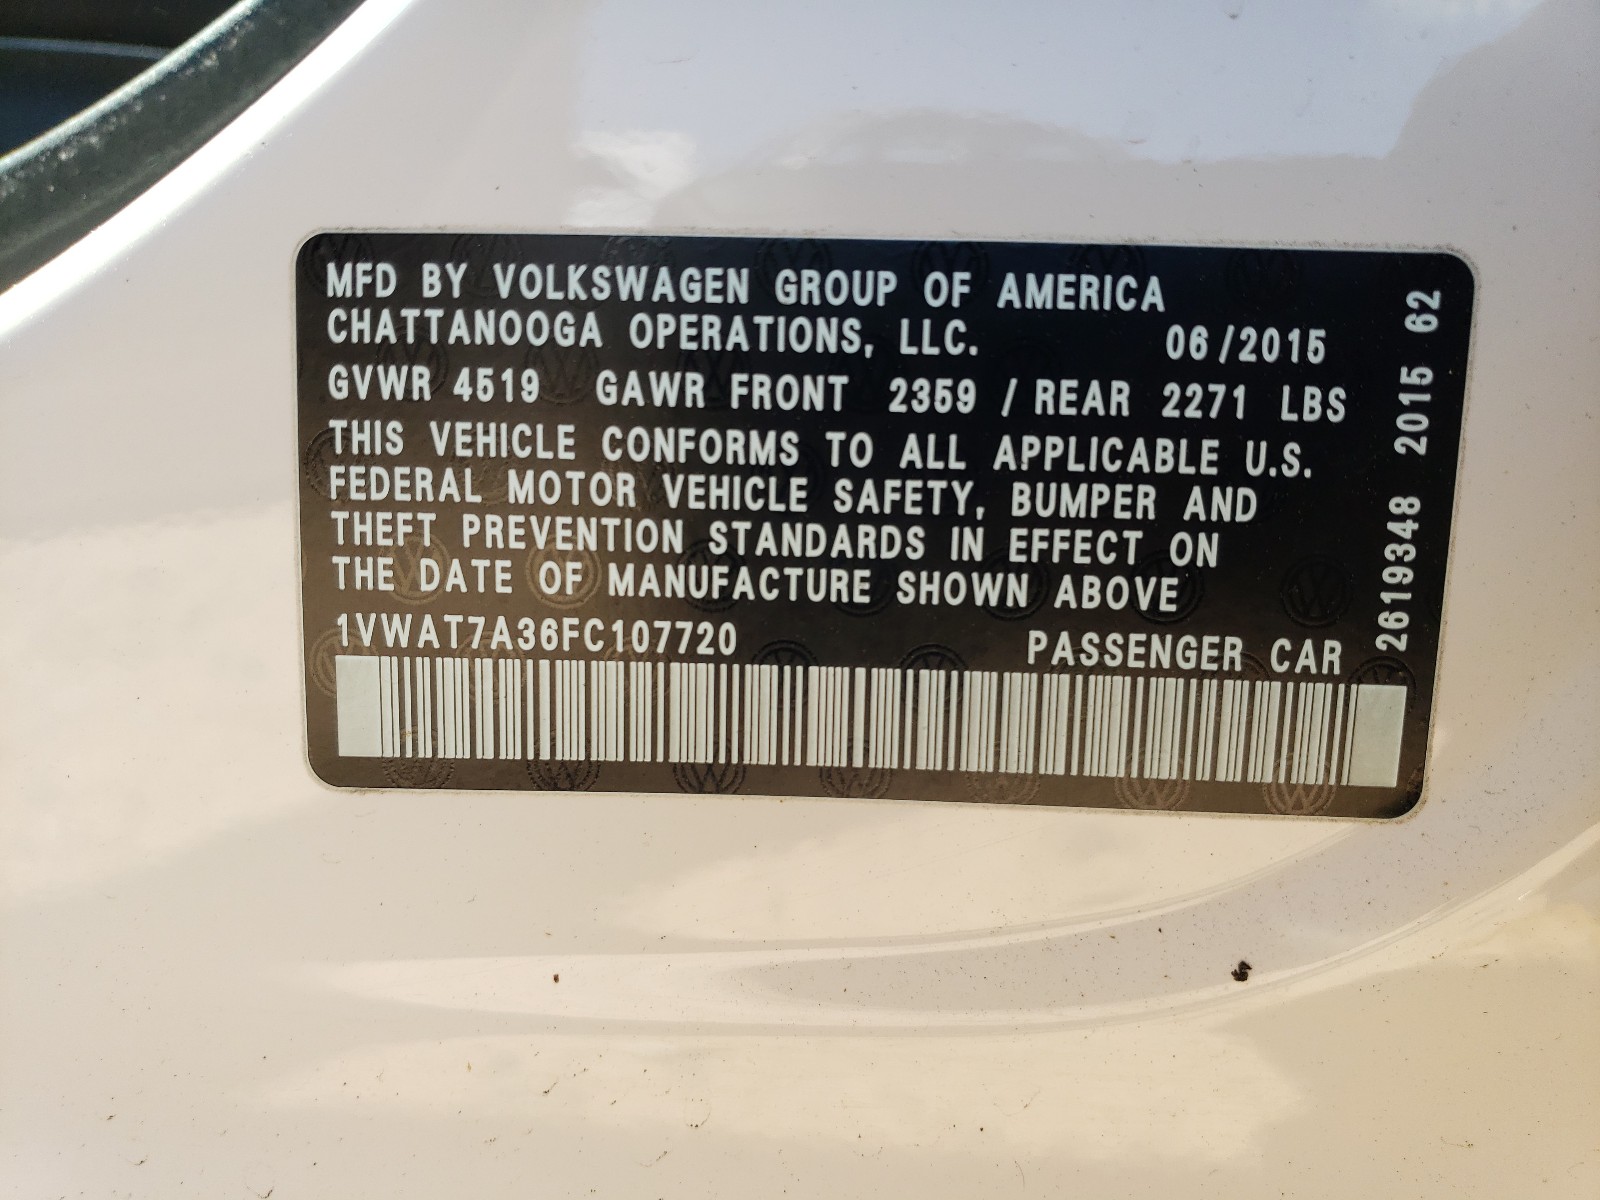 MFD BY VOLKSWAGEN GROUP OF AMERICA
CHATTANOOGA OPERATIONS, LLC. 06/2015
GVWR 4519 GAWR FRONT 2359 / REAR 2271 LBS
THIS VEHICLE CONFORMS TO ALL APPLICABLE U.S.
FEDERAL MOTOR VEHICLE SAFETY, BUMPER AND
THEFT PREVENTION STANDARDS IN EFFECT ON
THE DATE OF MANUFACTURE SHOWN ABOVE
1VWAT7A36FC107720 PASSENGER CAR
2619348 2015 62